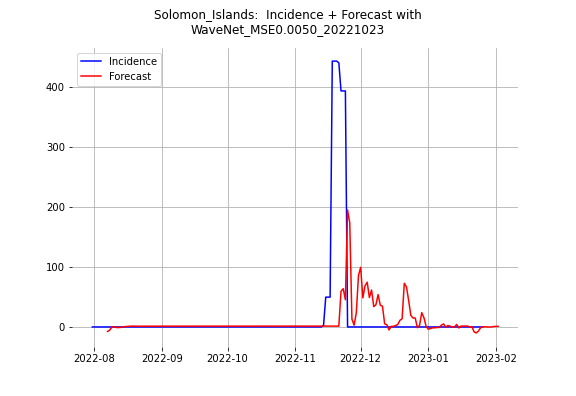 Solomon_Islands:  Incidence + Forecast with
WaveNet_MSE0.0050_20221023
Incidence
Forecast
400
300
200
100
0
2022-08 2022-09 2022-10 2022-11 2022-12 2023-01 2023-02